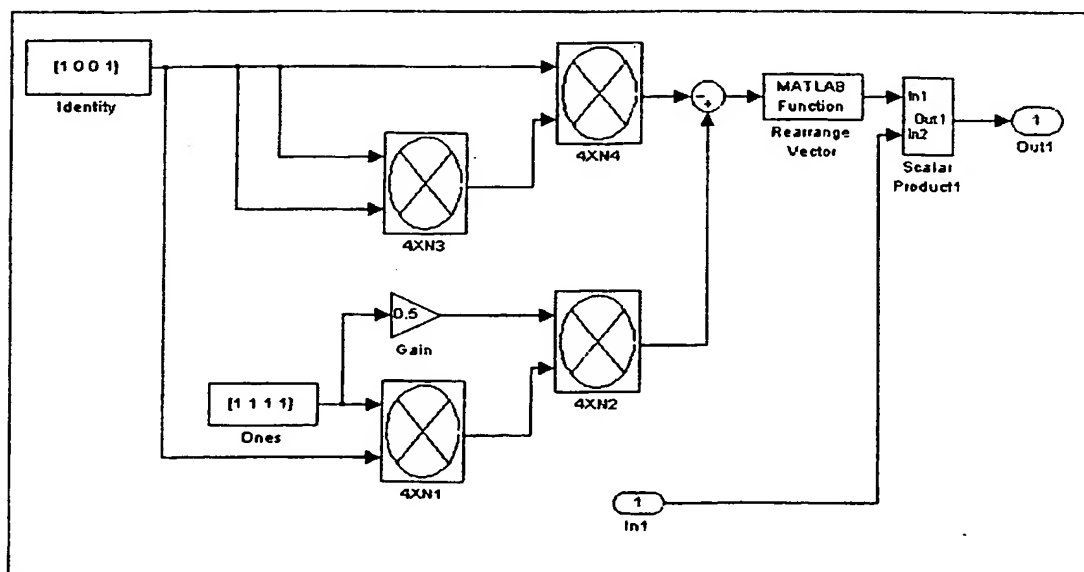 [1 0 0 1]
Identity
4XN4
4XN3
-
+
MATLAB
Function
Rearrange
Vector
In1
Out1
In2
Scalar
Product1
1
Out1
0.5
Gain
4XN2
[1 1 1 1]
Ones
4XN1
1
In1